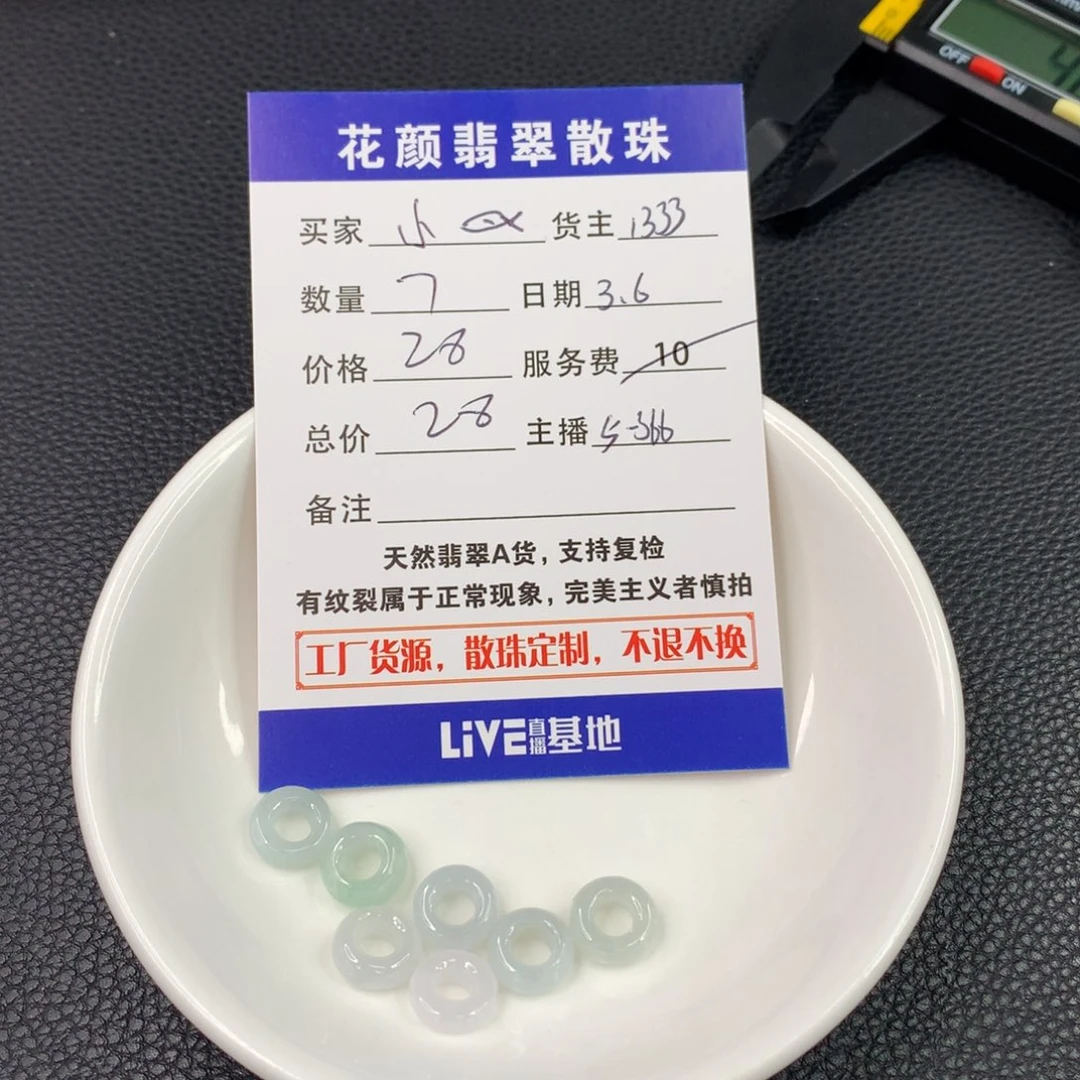 OFF
ON
花颜翡翠散珠
买家 小 货主 1333
数量 7 日期 3.6
价格 28 服务费 10
总价 28 主播 5-366
备注
天然翡翠A货，支持复检
有纹裂属于正常现象，完美主义者慎拍
工厂货源，散珠定制，不退不换
LiVE直播基地